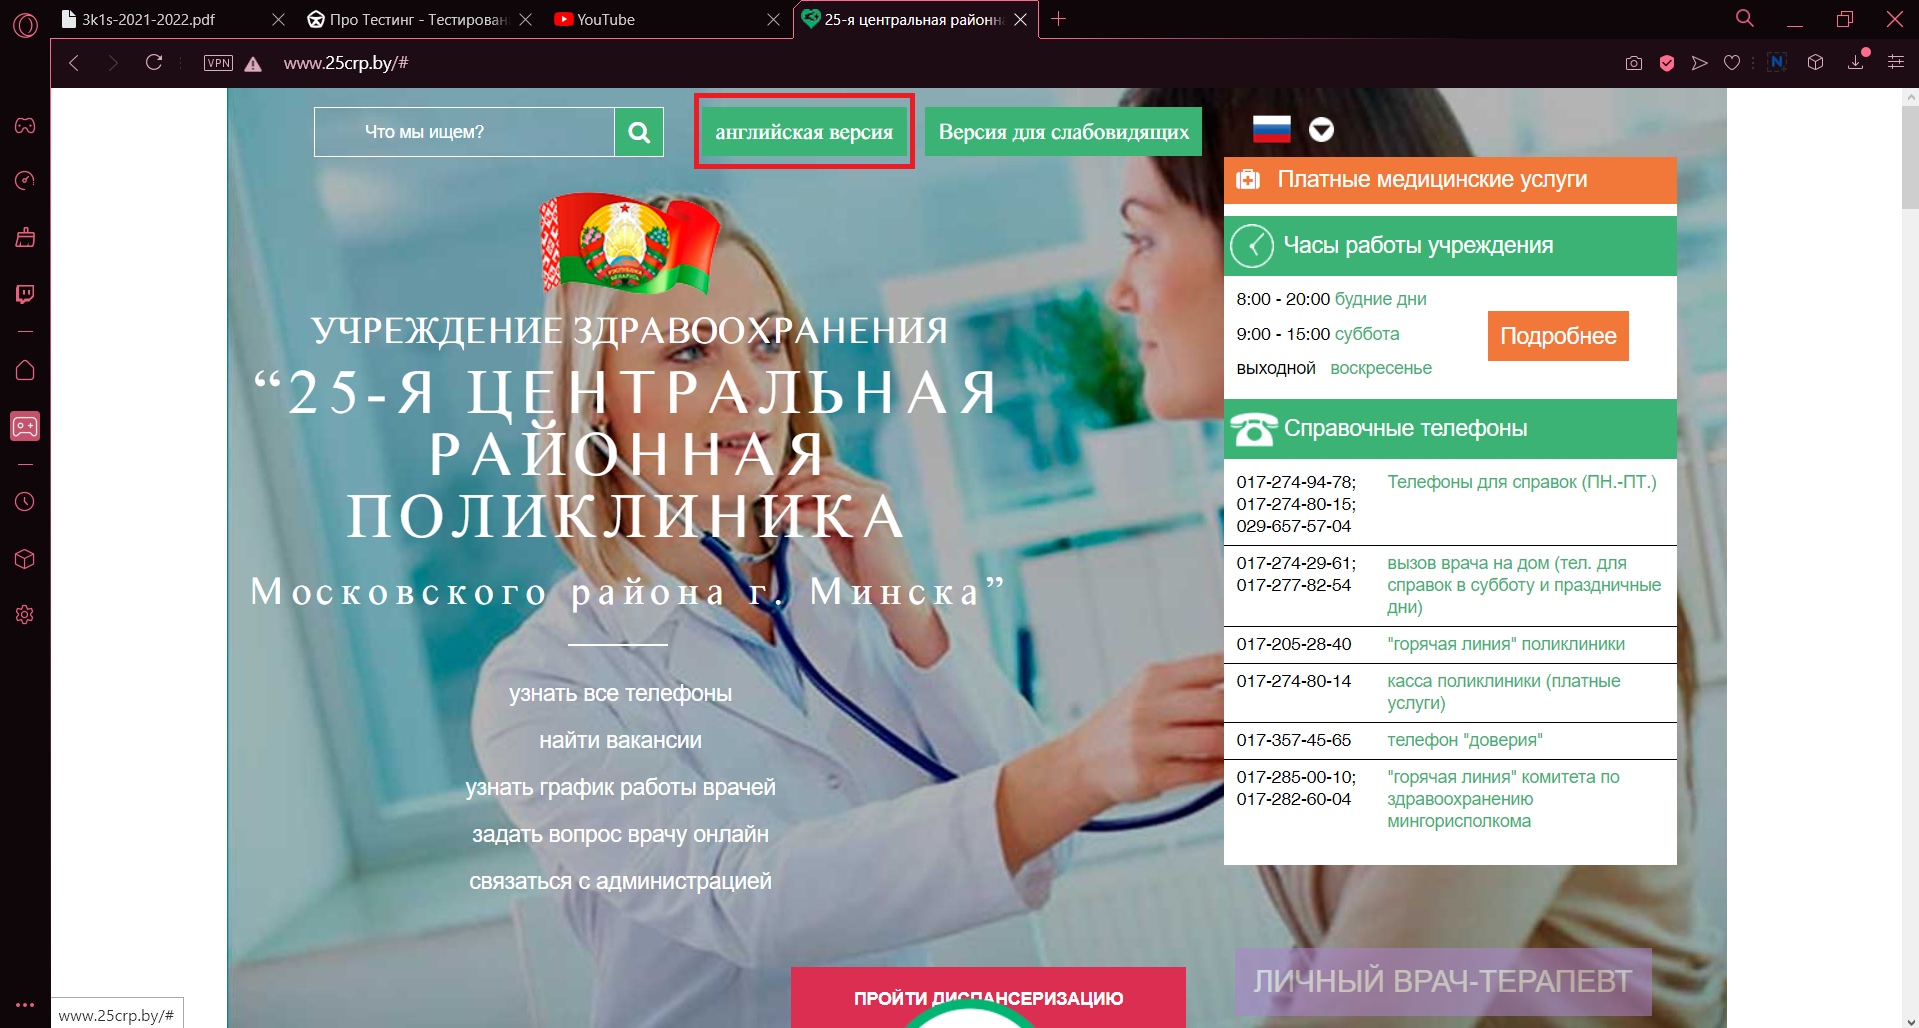 3k1s-2021-2022.pdf
Про Тестинг - Тестирован
YouTube
25-я центральная районн
VPN
www.25crp.by/#
Что мы ищем?
английская версия
Версия для слабовидящих
Платные медицинские услуги
Часы работы учреждения
8:00 - 20:00 будние дни
9:00 - 15:00 суббота
выходной воскресенье
Подробнее
УЧРЕЖДЕНИЕ ЗДРАВООХРАНЕНИЯ
“25-Я ЦЕНТРАЛЬНАЯ
РАЙОННАЯ
ПОЛИКЛИНИКА
Московского района г. Минска”
узнать все телефоны
найти вакансии
узнать график работы врачей
задать вопрос врачу онлайн
связаться с администрацией
Справочные телефоны
017-274-94-78; Телефоны для справок (ПН.-ПТ.)
017-274-80-15;
029-657-57-04
017-274-29-61; вызов врача на дом (тел. для
017-277-82-54 справок в субботу и праздничные
дни)
017-205-28-40 "горячая линия" поликлиники
017-274-80-14 касса поликлиники (платные
услуги)
017-357-45-65 телефон "доверия"
017-285-00-10; "горячая линия" комитета по
017-282-60-04 здравоохранению
мингорисполкома
ЛИЧНЫЙ ВРАЧ-ТЕРАПЕВТ
ПРОЙТИ ДИСПАНСЕРИЗАЦИЮ
www.25crp.by/#